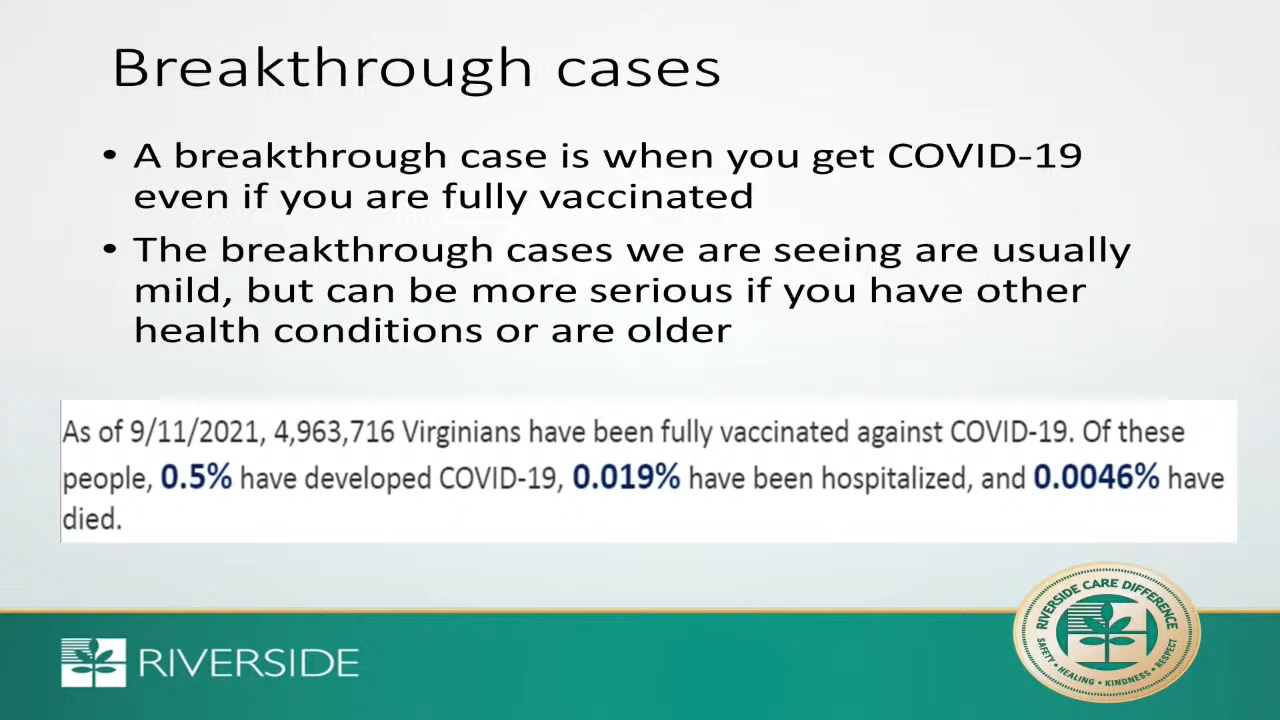 Breakthrough cases
• A breakthrough case is when you get COVID-19
even if you are fully vaccinated
• The breakthrough cases we are seeing are usually
mild, but can be more serious if you have other
health conditions or are older
As of 9/11/2021, 4,963,716 Virginians have been fully vaccinated against COVID-19. Of these
people, 0.5% have developed COVID-19, 0.019% have been hospitalized, and 0.0046% have
died.
RIVERSIDE
RIVERSIDE CARE DIFFERENCE
SAFETY • HEALING • KINDNESS • RESPECT